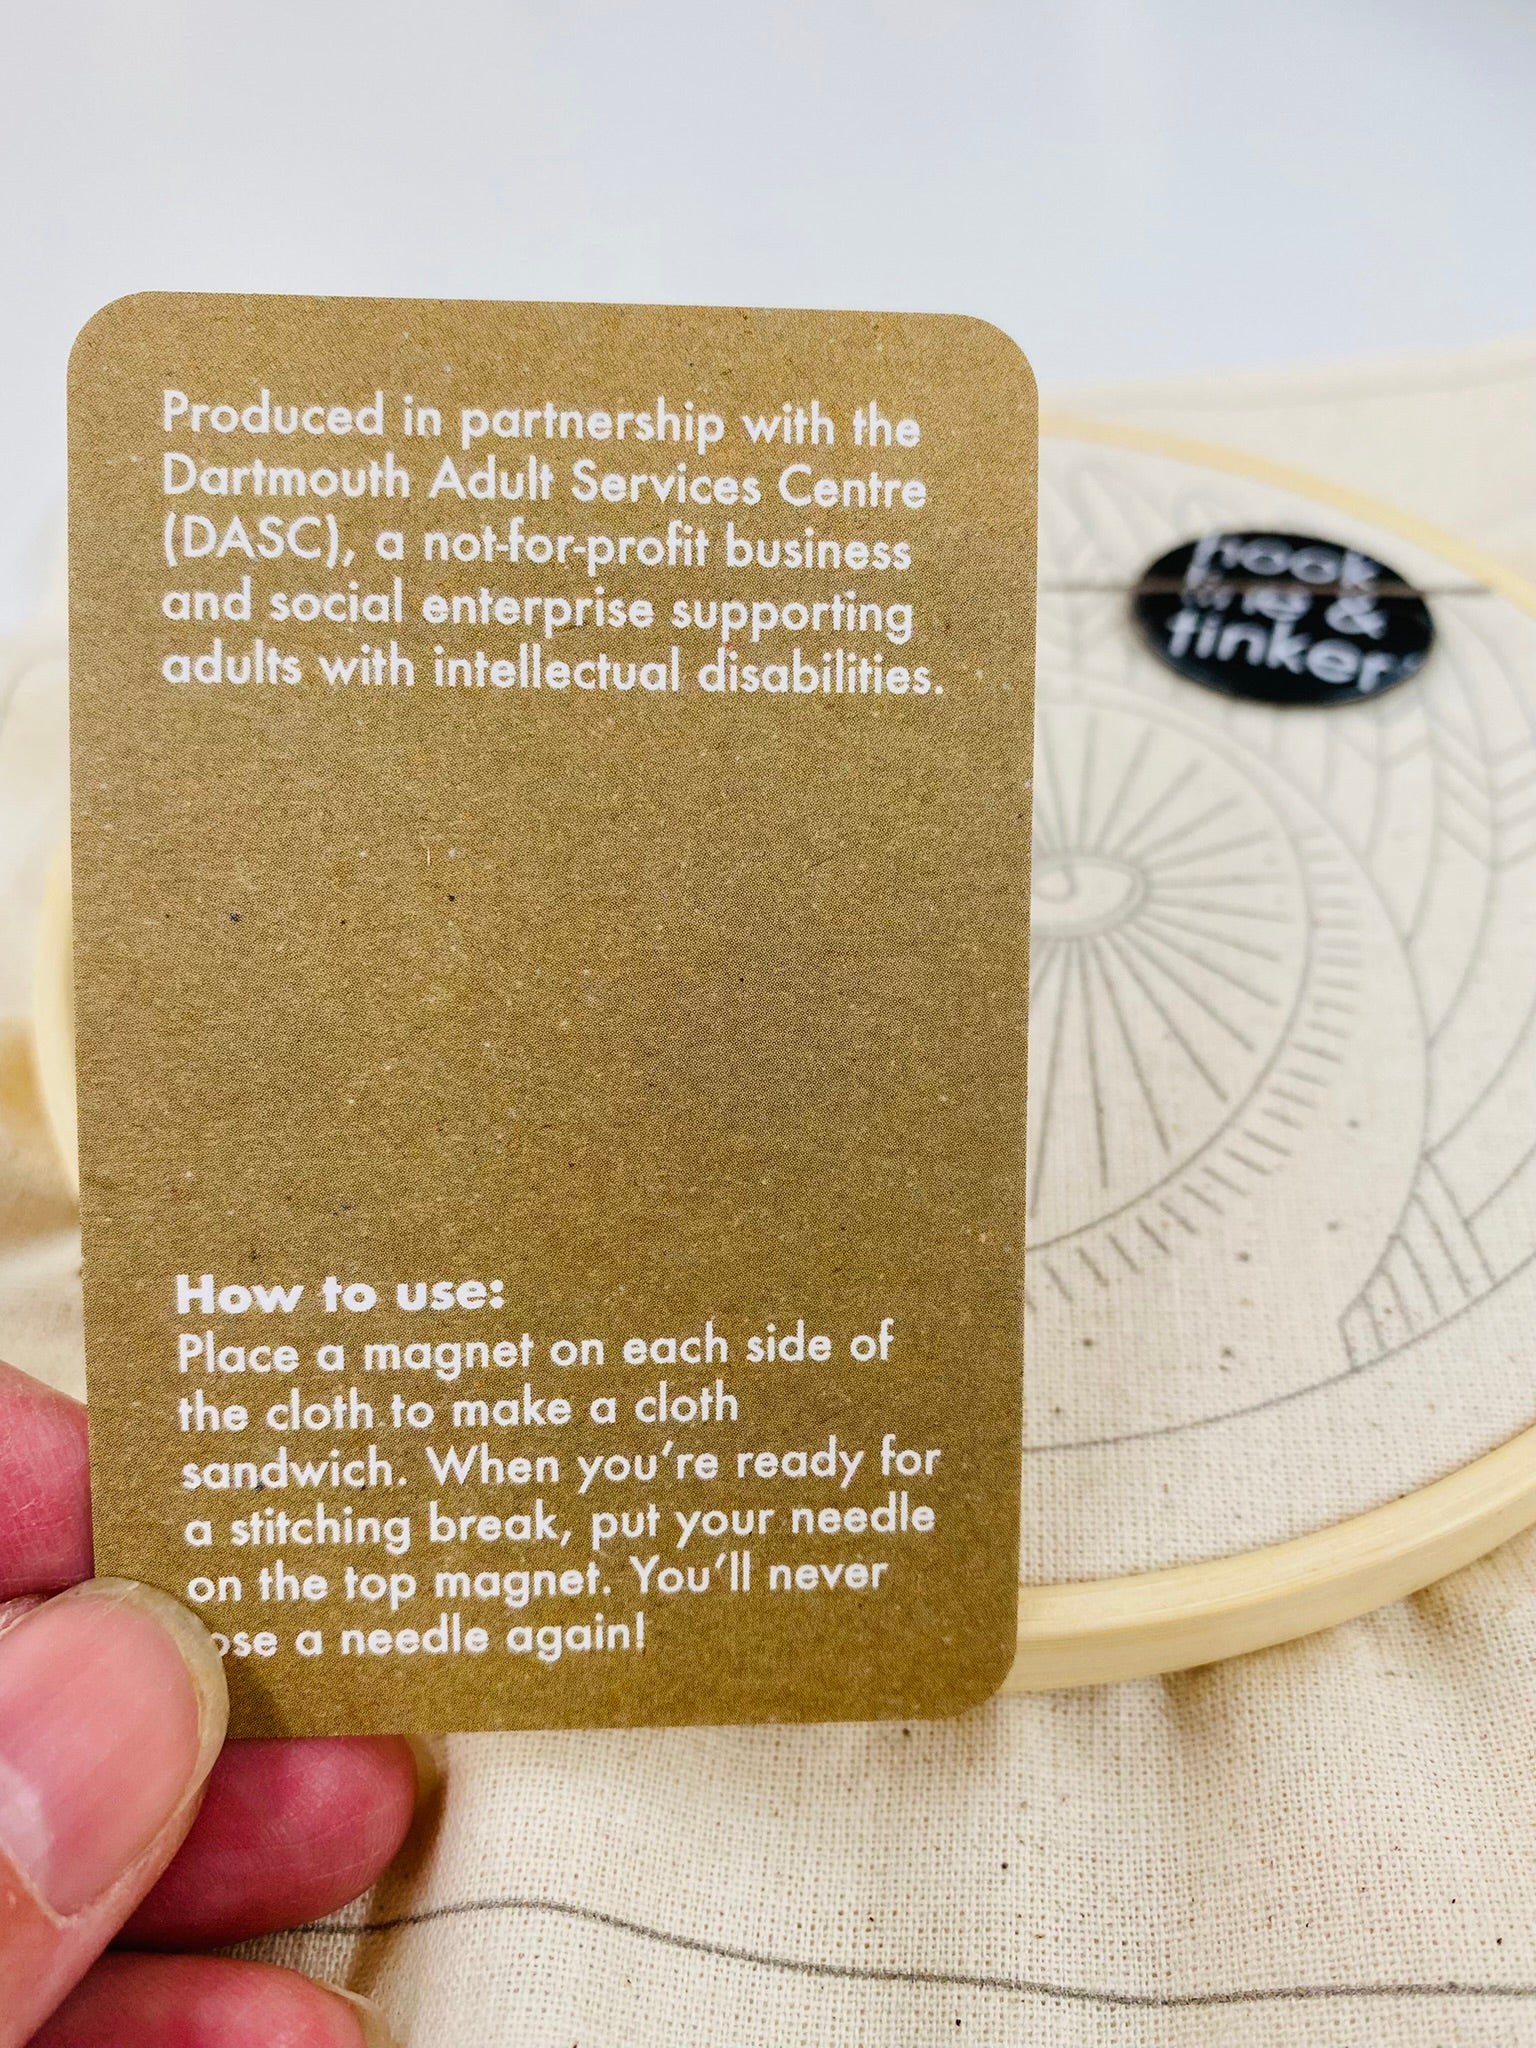 Produced in partnership with the
Dartmouth Adult Services Centre
(DASC), a not-for-profit business
and social enterprise supporting
adults with intellectual disabilities.
How to use:
Place a magnet on each side of
the cloth to make a cloth
sandwich. When you're ready for
a stitching break, put your needle
on the top magnet. You'll never
ose a needle again!
hook
line &
tinker